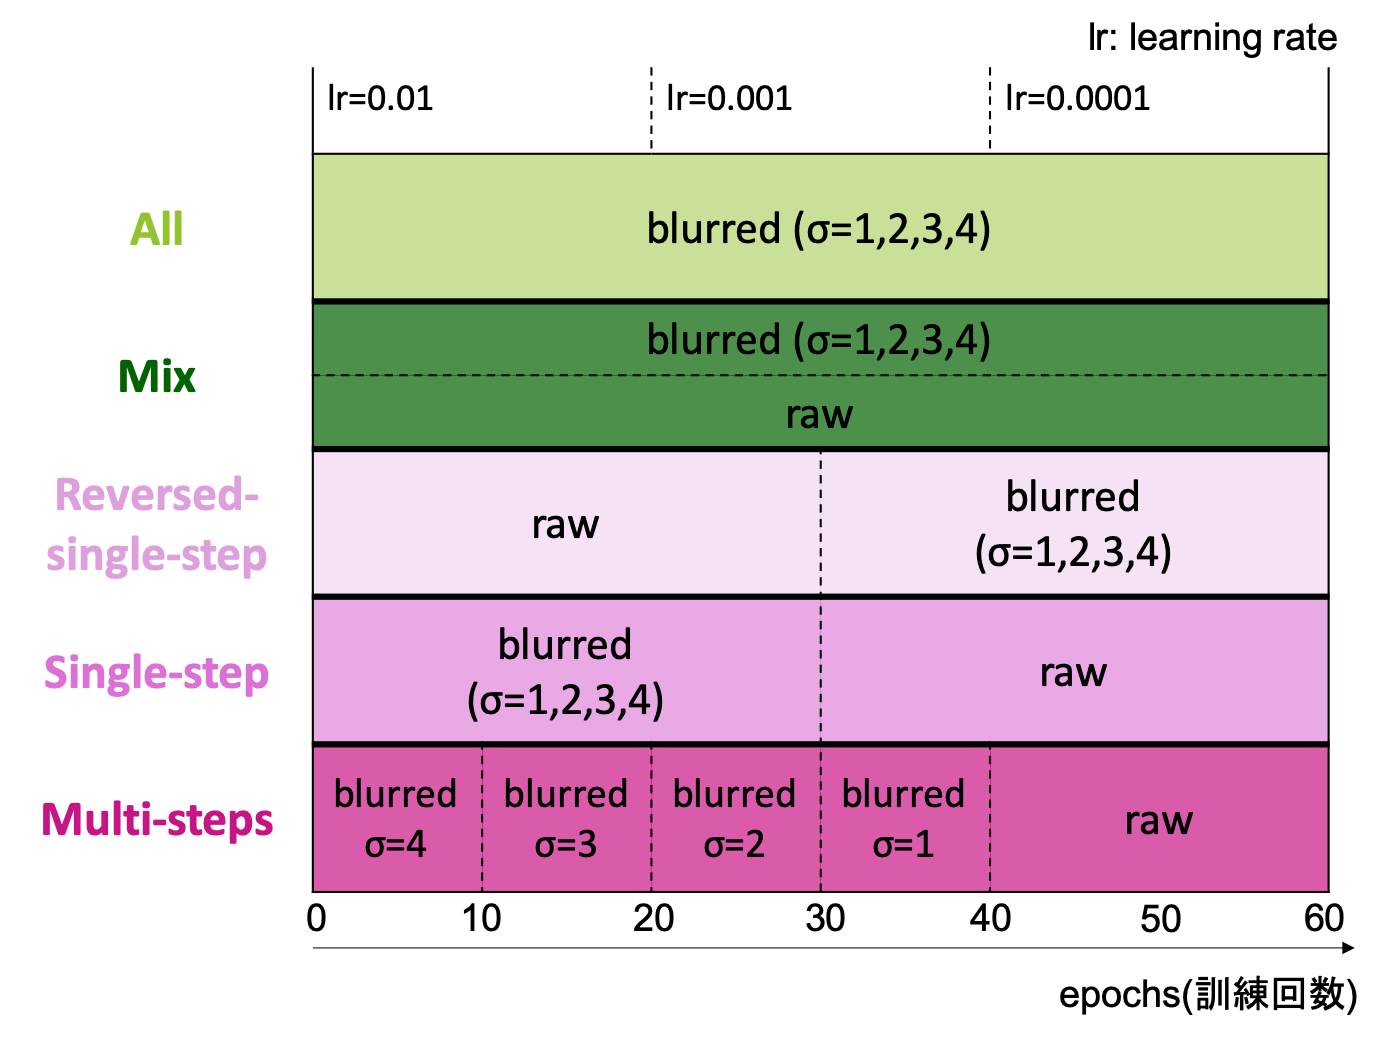 lr: learning rate
lr=0.01
lr=0.001
lr=0.0001
All
blurred (σ=1,2,3,4)
Mix
blurred (σ=1,2,3,4)
raw
Reversed-
single-step
raw
blurred
(σ=1,2,3,4)
Single-step
blurred
(σ=1,2,3,4)
raw
Multi-steps
blurred
σ=4
blurred
σ=3
blurred
σ=2
blurred
σ=1
raw
0 10 20 30 40 50 60
epochs(訓練回数)